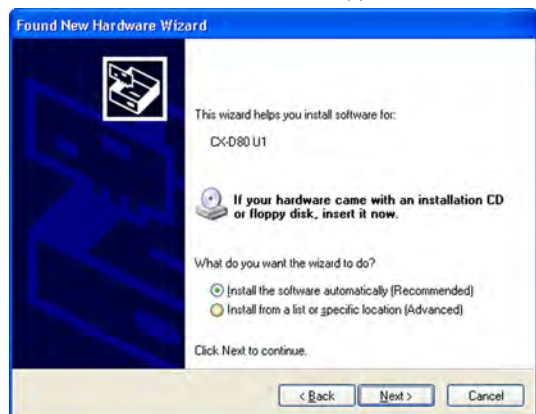 Found New Hardware Wizard
This wizard helps you install software for:
CX-D80 U1
If your hardware came with an installation CD
or floppy disk, insert it now.
What do you want the wizard to do?
Install the software automatically (Recommended)
Install from a list or specific location (Advanced)
Click Next to continue.
< Back
Next >
Cancel